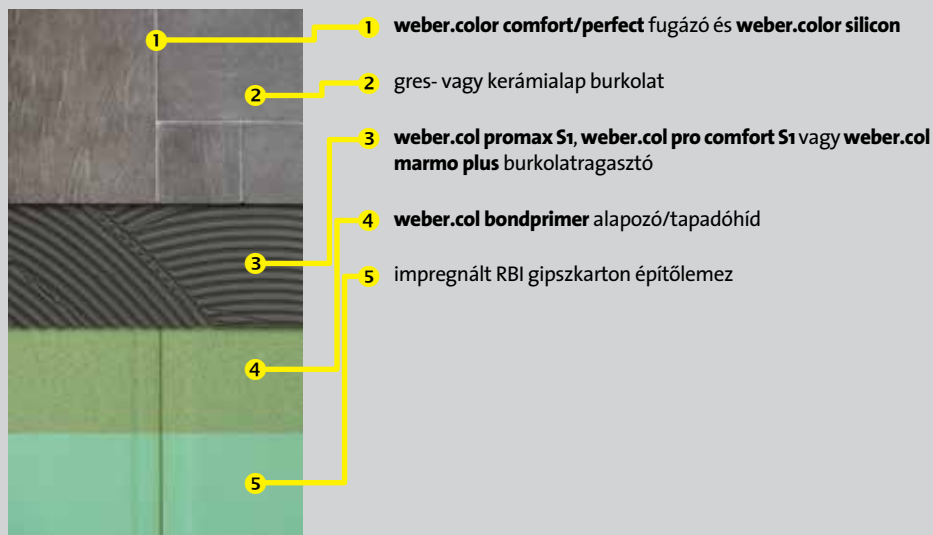 1 1 weber.color comfort/perfect fugázó és weber.color silicon
2 2 gres- vagy kerámialap burkolat
3 weber.col promax S1, weber.col pro comfort S1 vagy weber.col
marmo plus burkolatragasztó
4 weber.col bondprimer alapozó/tapadóhíd
3 5 impregnált RBI gipszkarton építőlemez
4
5